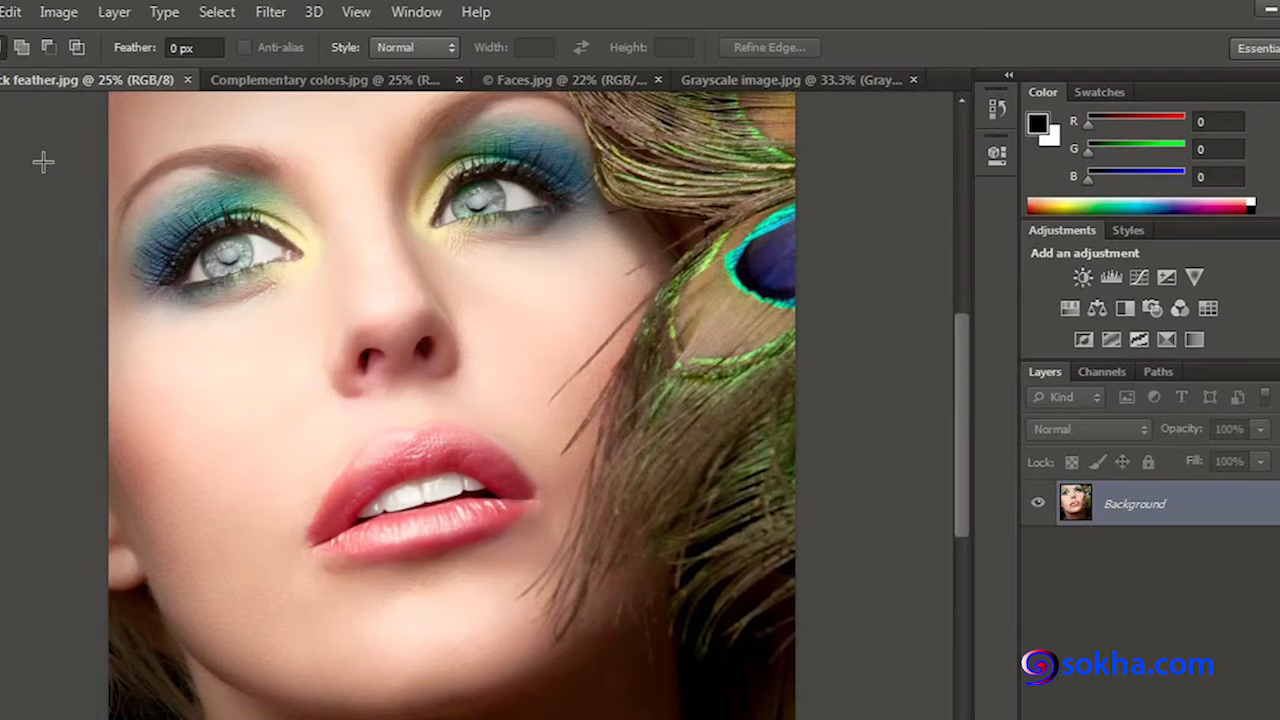 Edit Image Layer Type Select Filter 3D View Window Help
Feather: 0 px Anti-alias Style: Normal Width: Height: Refine Edge... Essentia
ck feather.jpg @ 25% (RGB/8) × Complementary colors.jpg @ 25% (R... × © Faces.jpg @ 22% (RGB/... × Grayscale image.jpg @ 33.3% (Gray... ×
Color Swatches
R 0
G 0
B 0
Adjustments Styles
Add an adjustment
Layers Channels Paths
Kind
Normal Opacity: 100%
Lock: Fill: 100%
Background
sokha.com